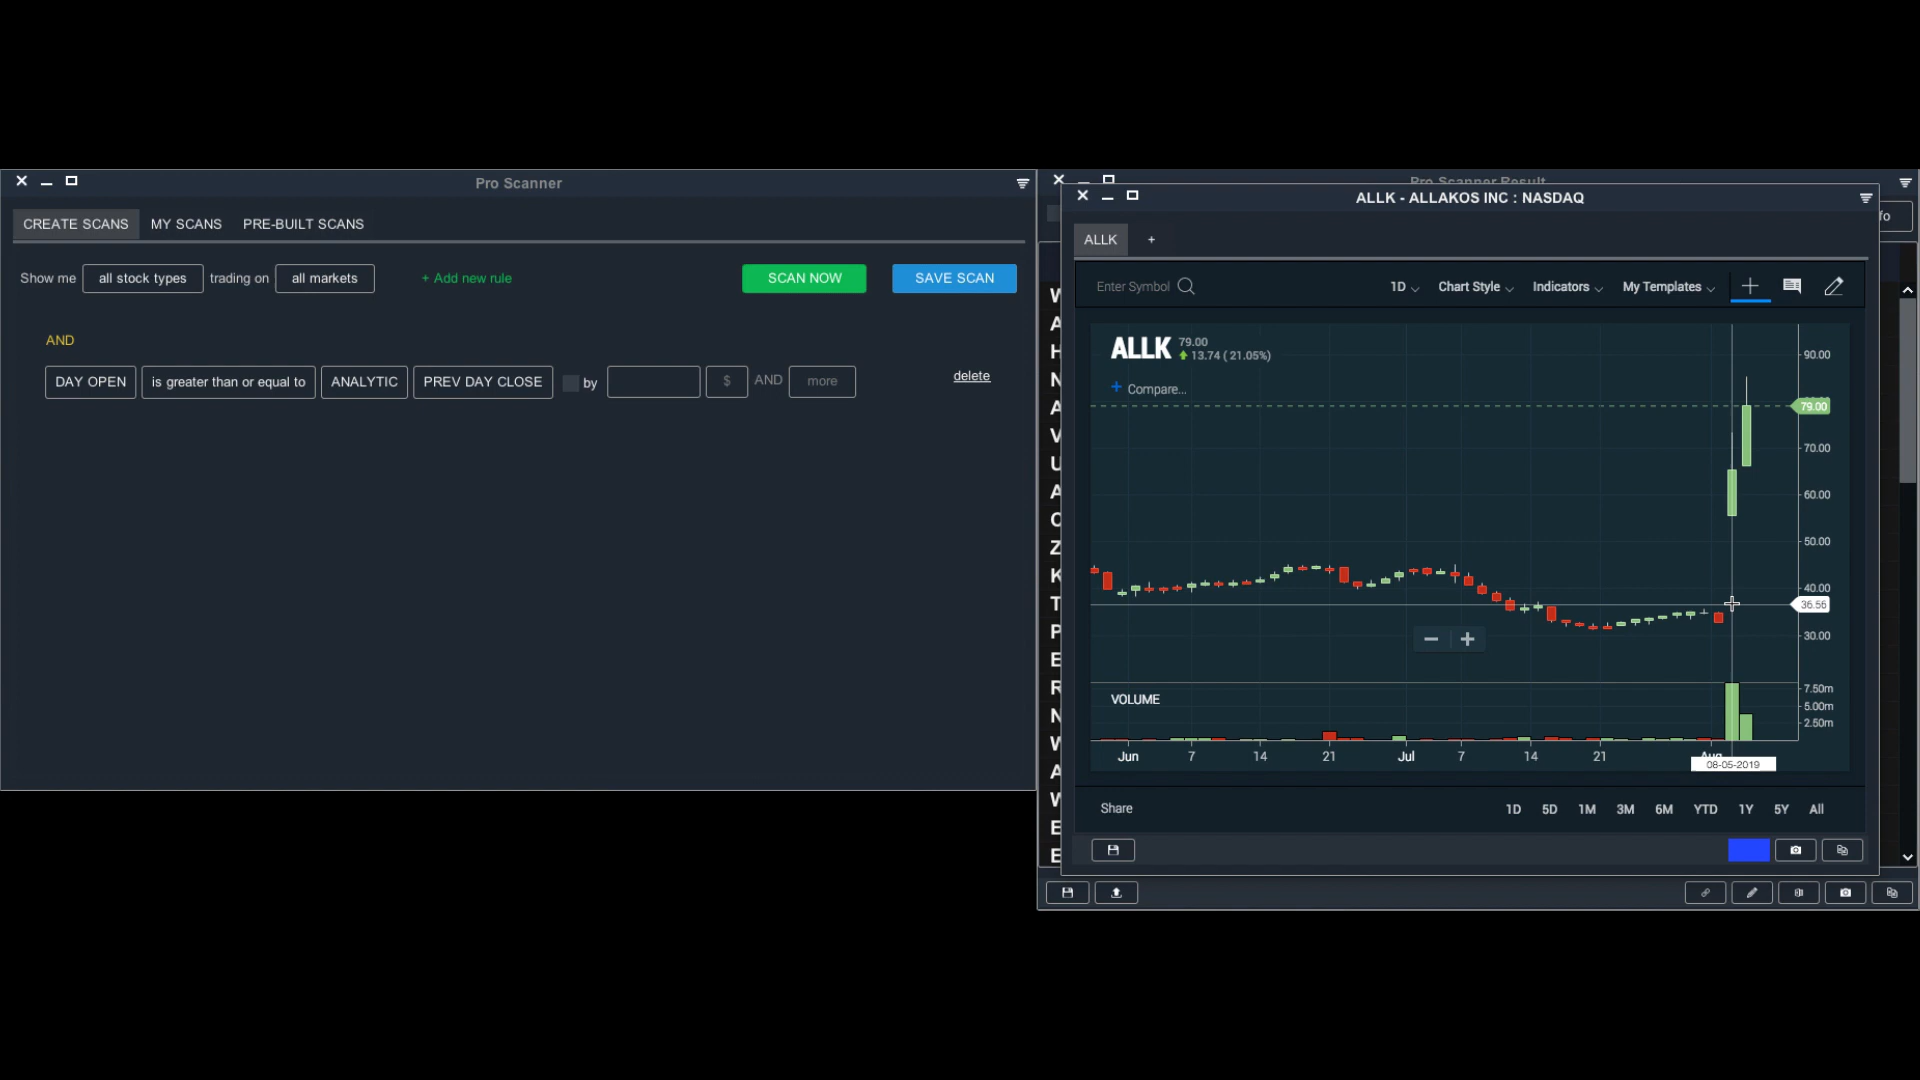 Pro Scanner
CREATE SCANS MY SCANS PRE-BUILT SCANS
Show me all stock types trading on all markets + Add new rule SCAN NOW SAVE SCAN
AND
DAY OPEN is greater than or equal to ANALYTIC PREV DAY CLOSE by $ AND more delete
Pro Scanner Result
fo
W
A
H
N
A
V
U
A
C
Z
K
T
P
E
R
N
W
A
W
E
E
ALLK - ALLAKOS INC : NASDAQ
ALLK +
Enter Symbol 1D Chart Style Indicators My Templates
ALLK 79.00
13.74 ( 21.05%)
+ Compare...
90.00
79.00
70.00
60.00
50.00
40.00
36.56
30.00
VOLUME
7.50m
5.00m
2.50m
Jun 7 14 21 Jul 7 14 21 Aug
08-05-2019
Share 1D 5D 1M 3M 6M YTD 1Y 5Y All